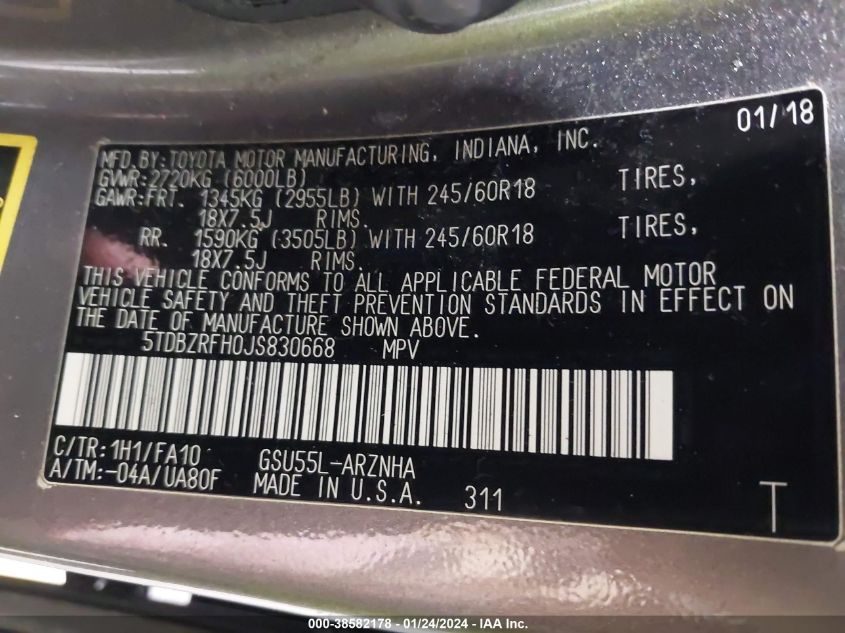 01/18
MFD.BY:TOYOTA MOTOR MANUFACTURING, INDIANA, INC.
GVWR:2720KG (6000LB)
GAWR:FRT. 1345KG (2955LB) WITH 245/60R18 TIRES,
18X7.5J RIMS.
RR. 1590KG (3505LB) WITH 245/60R18 TIRES,
18X7.5J RIMS.
THIS VEHICLE CONFORMS TO ALL APPLICABLE FEDERAL MOTOR
VEHICLE SAFETY AND THEFT PREVENTION STANDARDS IN EFFECT ON
THE DATE OF MANUFACTURE SHOWN ABOVE.
5TDBZRFH0JS830668 MPV
C/TR:1H1/FA10 GSU55L-ARZNHA
A/TM:-04A/UA80F MADE IN U.S.A. 311
T
000-38582178 - 01/24/2024 - IAA Inc.